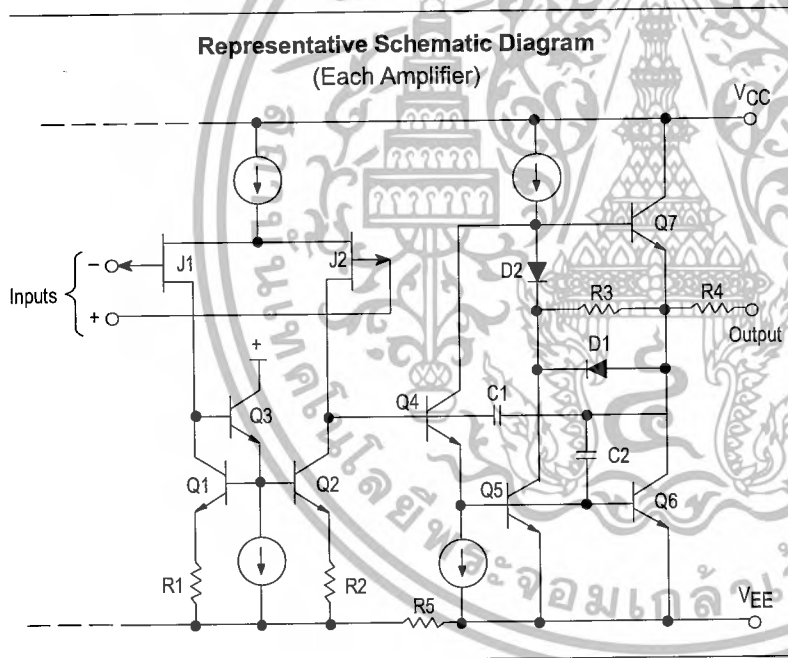 Representative Schematic Diagram
(Each Amplifier)
VCC
Q7
J1
J2
D2
Inputs
−
+
R3
R4
Output
D1
+
Q3
Q4
C1
C2
Q1
Q2
Q5
Q6
R1
R2
R5
VEE